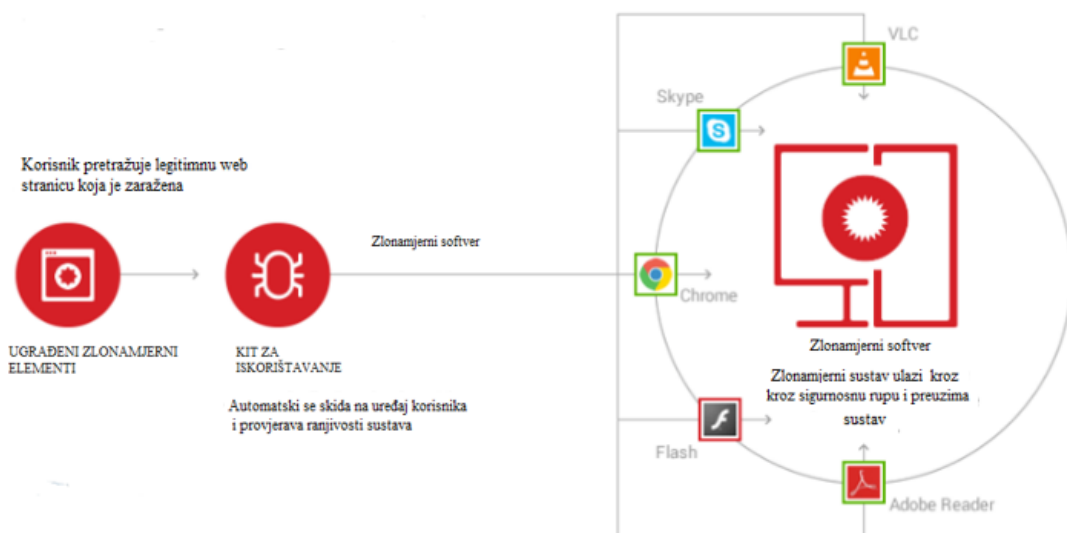 Korisnik pretražuje legitimnu web
stranicu koja je zaražena
UGRAĐENI ZLONAMJERNI
ELEMENTI
KIT ZA
ISKORIŠTAVANJE
Automatski se skida na uređaj korisnika
i provjerava ranjivosti sustava
Zlonamjerni softver
VLC
Skype
Chrome
Flash
Adobe Reader
Zlonamjerni softver
Zlonamjerni sustav ulazi kroz
kroz sigurnosnu rupu i preuzima
sustav